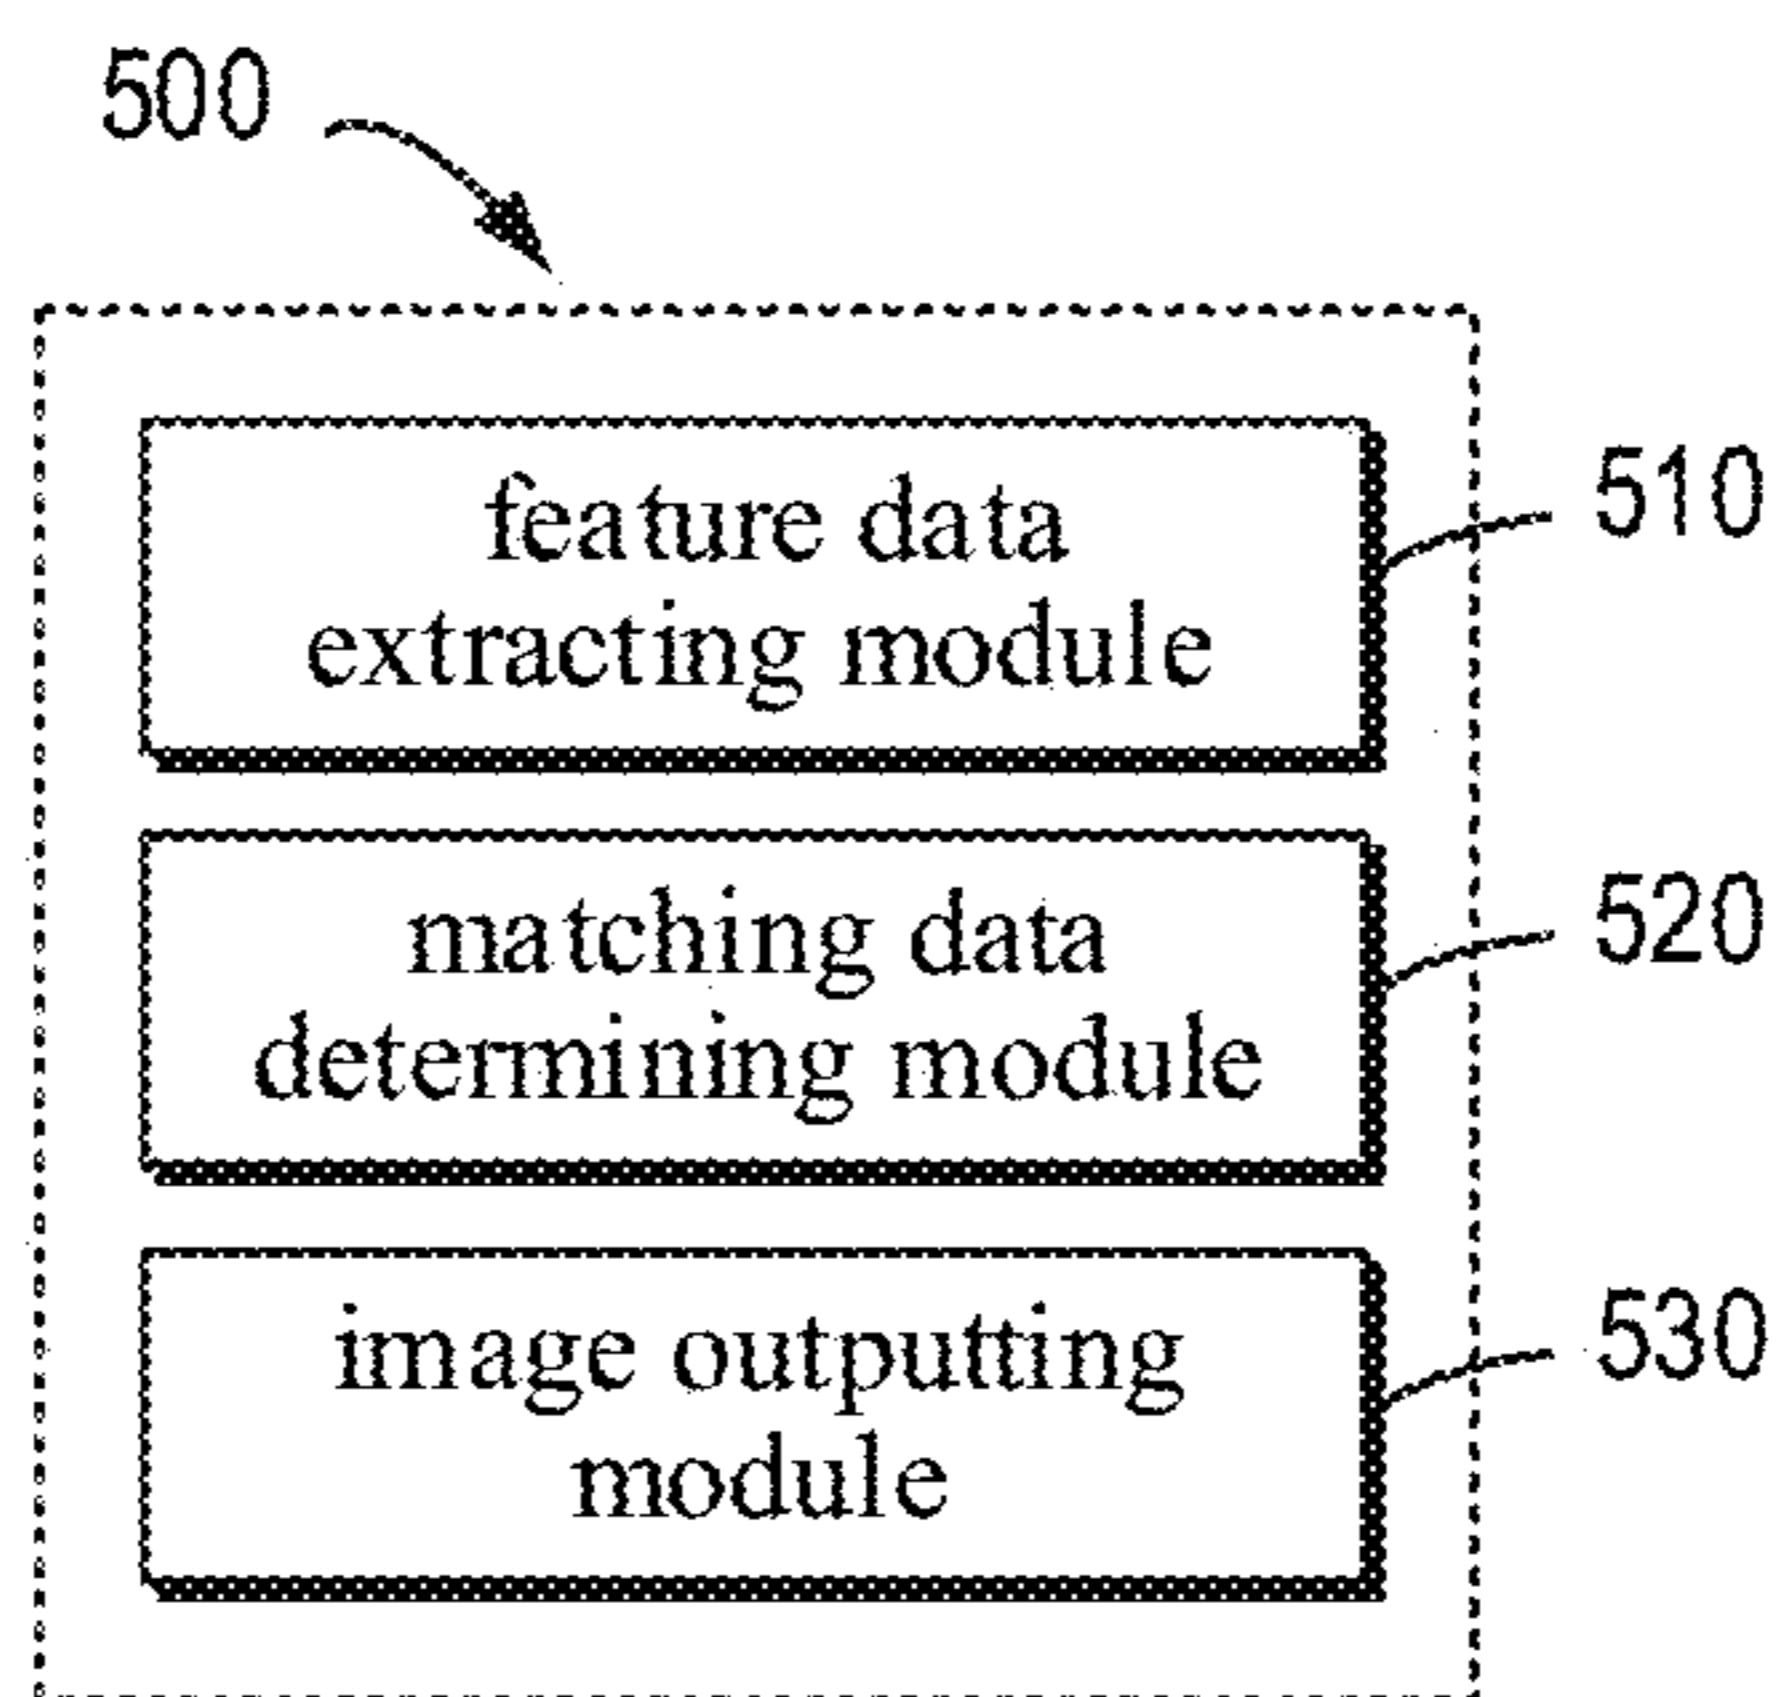 500
feature data
extracting module
510
matching data
determining module
520
image outputting
module
530